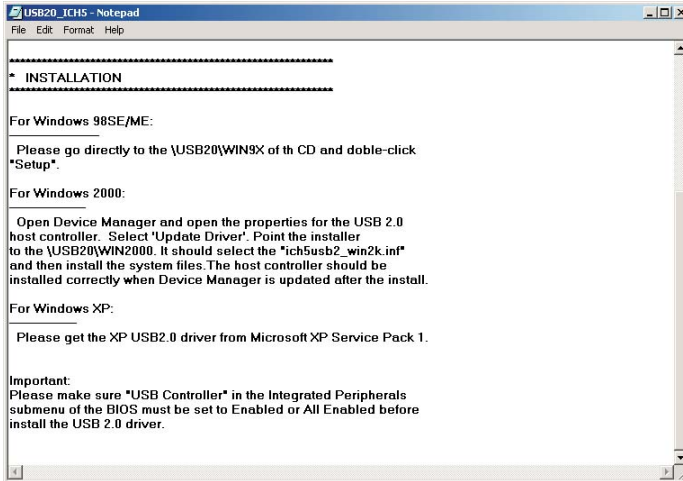 USB20_ICH5 - Notepad
File Edit Format Help
******************************************************************
* INSTALLATION
******************************************************************
For Windows 98SE/ME:
Please go directly to the \USB20\WIN9X of th CD and doble-click
"Setup".
For Windows 2000:
Open Device Manager and open the properties for the USB 2.0
host controller. Select 'Update Driver'. Point the installer
to the \USB20\WIN2000. It should select the "ich5usb2_win2k.inf"
and then install the system files.The host controller should be
installed correctly when Device Manager is updated after the install.
For Windows XP:
Please get the XP USB2.0 driver from Microsoft XP Service Pack 1.
Important:
Please make sure "USB Controller" in the Integrated Peripherals
submenu of the BIOS must be set to Enabled or All Enabled before
install the USB 2.0 driver.